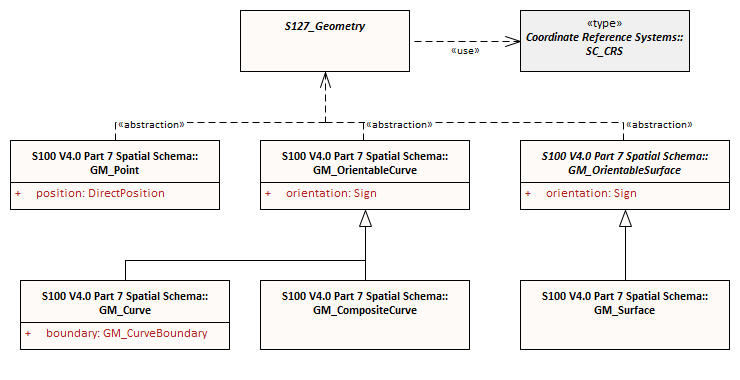 S127_Geometry
«type»
Coordinate Reference Systems::
SC_CRS
«use»
«abstraction»
«abstraction»
«abstraction»
S100 V4.0 Part 7 Spatial Schema::
GM_Point
+ position: DirectPosition
S100 V4.0 Part 7 Spatial Schema::
GM_OrientableCurve
+ orientation: Sign
S100 V4.0 Part 7 Spatial Schema::
GM_OrientableSurface
+ orientation: Sign
S100 V4.0 Part 7 Spatial Schema::
GM_Curve
+ boundary: GM_CurveBoundary
S100 V4.0 Part 7 Spatial Schema::
GM_CompositeCurve
S100 V4.0 Part 7 Spatial Schema::
GM_Surface